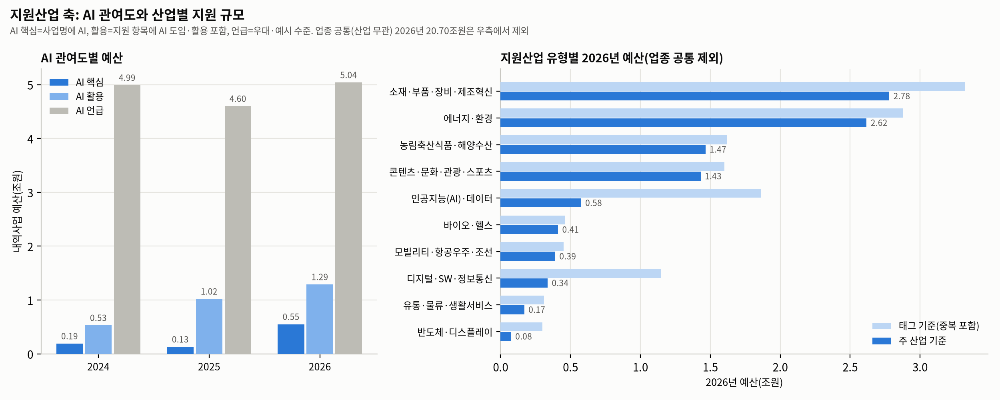 지원산업 축: AI 관여도와 산업별 지원 규모
AI 핵심=사업명에 AI, 활용=지원 항목에 AI 도입·활용 포함, 언급=우대·예시 수준. 업종 공통(산업 무관) 2026년 20.70조원은 우측에서 제외
AI 관여도별 예산
AI 핵심
AI 활용
AI 언급
내역사업 예산(조원)
5
4
3
2
1
0
0.19
0.53
4.99
0.13
1.02
4.60
0.55
1.29
5.04
2024
2025
2026
지원산업 유형별 2026년 예산(업종 공통 제외)
소재·부품·장비·제조혁신
2.78
에너지·환경
2.62
농림축산식품·해양수산
1.47
콘텐츠·문화·관광·스포츠
1.43
인공지능(AI)·데이터
0.58
바이오·헬스
0.41
모빌리티·항공우주·조선
0.39
디지털·SW·정보통신
0.34
유통·물류·생활서비스
0.17
반도체·디스플레이
0.08
태그 기준(중복 포함)
주 산업 기준
0.0
0.5
1.0
1.5
2.0
2.5
3.0
2026년 예산(조원)